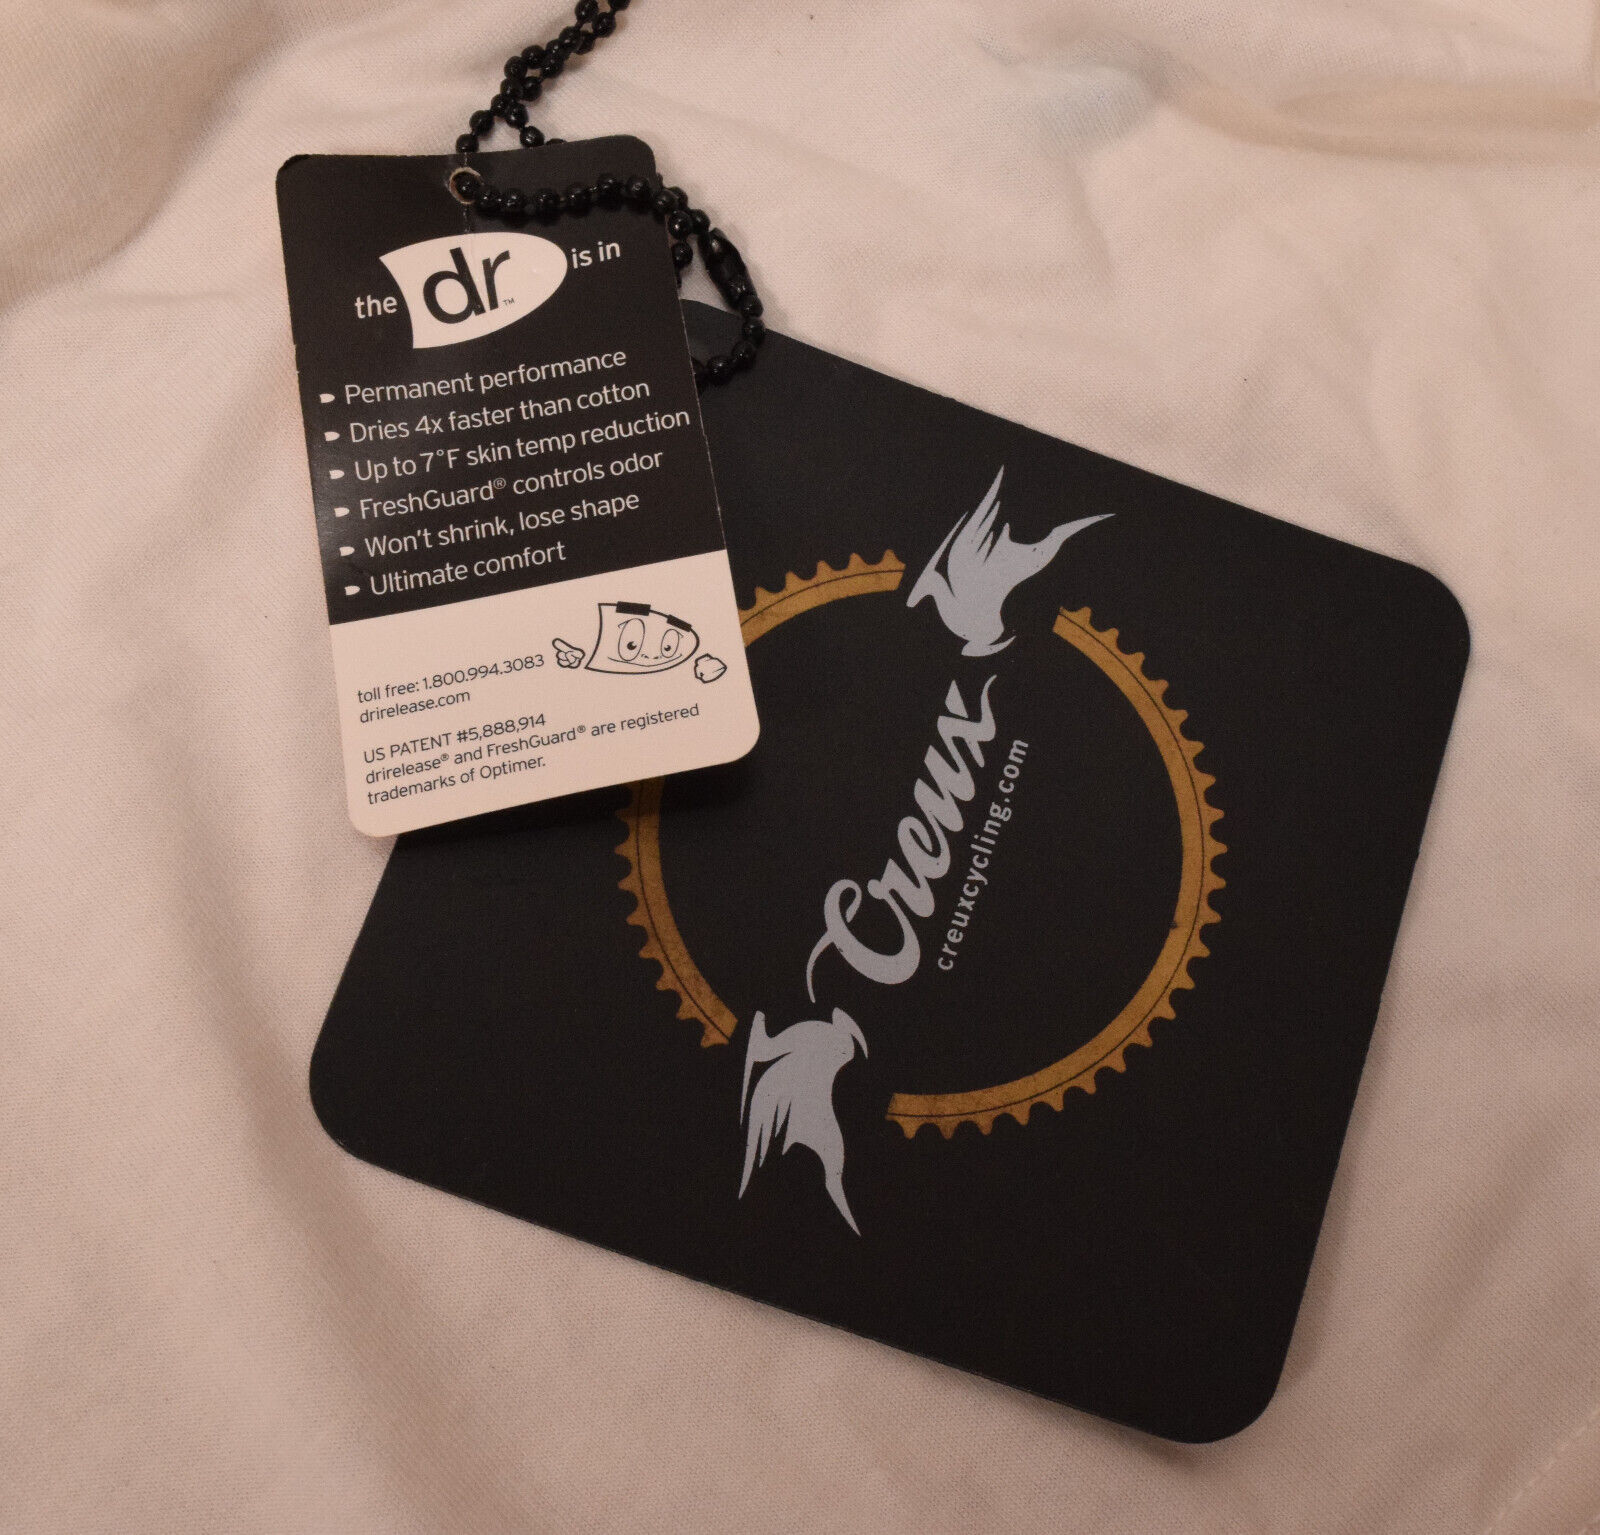 the dr™ is in
Permanent performance
Dries 4x faster than cotton
Up to 7°F skin temp reduction
FreshGuard® controls odor
Won't shrink, lose shape
Ultimate comfort
toll free: 1.800.994.3083
drirelease.com
US PATENT #5,888,914
drirelease® and FreshGuard® are registered
trademarks of Optimer.
Creux
creuxcycling.com